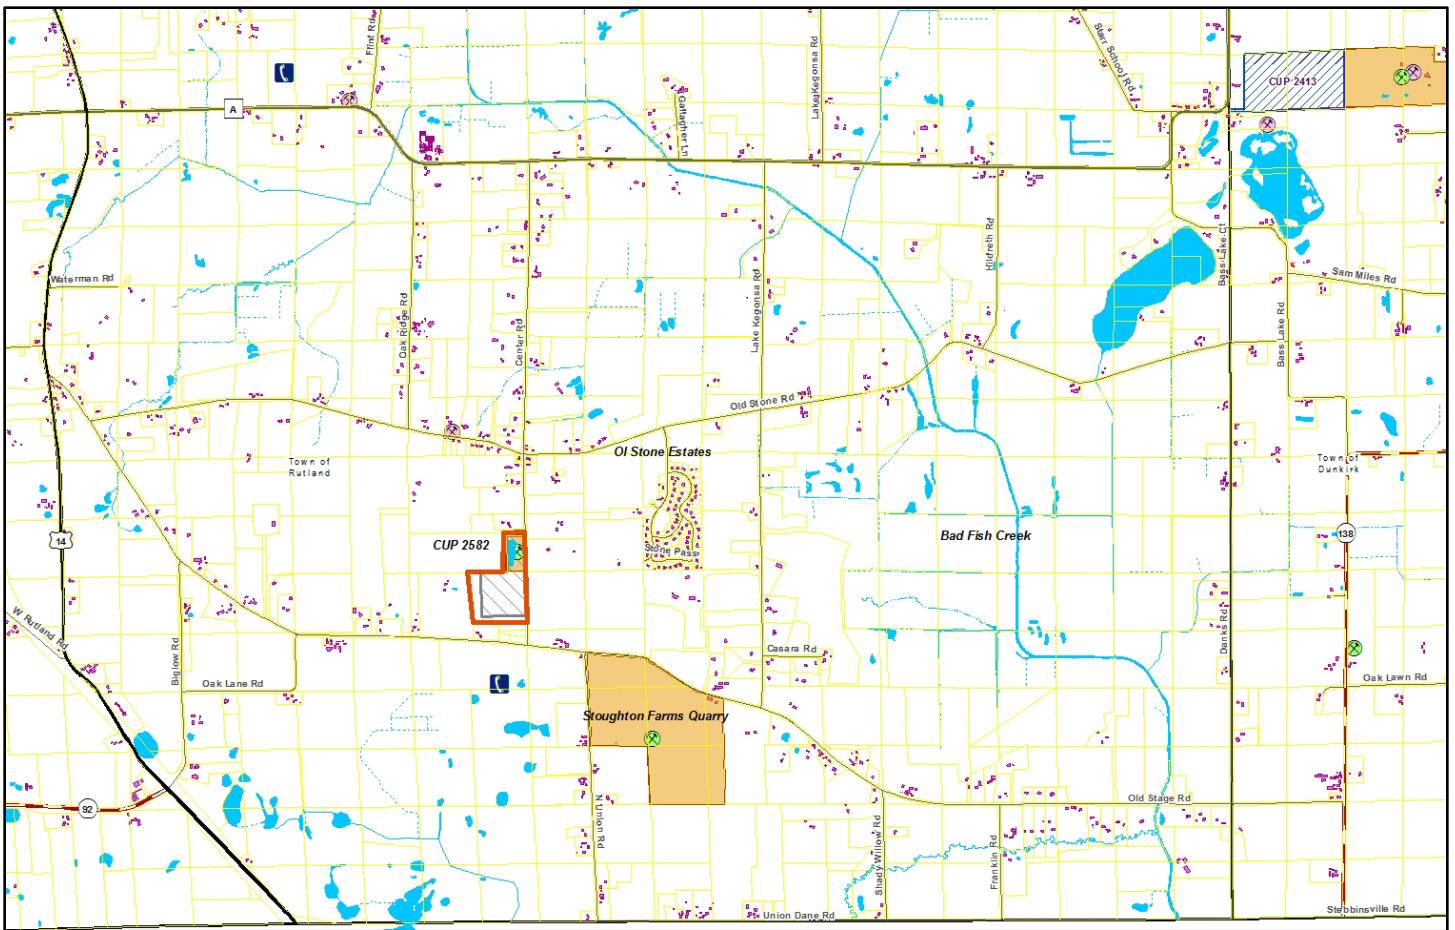 Flint Rd
A
Gallagher Ln
Lake Kegonsa Rd
Starr School Rd
CUP 2413
Waterman Rd
Oak Ridge Rd
Center Rd
Lake Kegonsa Rd
Hildreth Rd
Bass Lake Ct
Sam Miles Rd
Bass Lake Rd
Old Stone Rd
Ol Stone Estates
Town of
Rutland
Town of
Dunkirk
14
CUP 2582
Stone Pass
Bad Fish Creek
138
W Rutland Rd
Biglow Rd
Oak Lane Rd
Casara Rd
Danks Rd
Oak Lawn Rd
Stoughton Farms Quarry
92
N Union Rd
Old Stage Rd
Shady Willow Rd
Franklin Rd
Union Dane Rd
Stebbinsville Rd